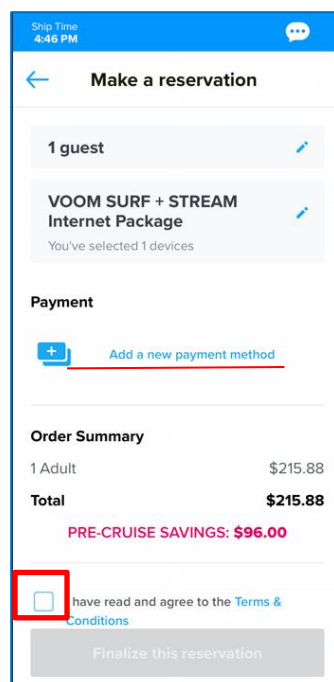 Ship Time
4:46 PM
Make a reservation
1 guest
VOOM SURF + STREAM
Internet Package
You've selected 1 devices
Payment
Add a new payment method
Order Summary
1 Adult $215.88
Total $215.88
PRE-CRUISE SAVINGS: $96.00
have read and agree to the Terms &
Conditions
Finalize this reservation